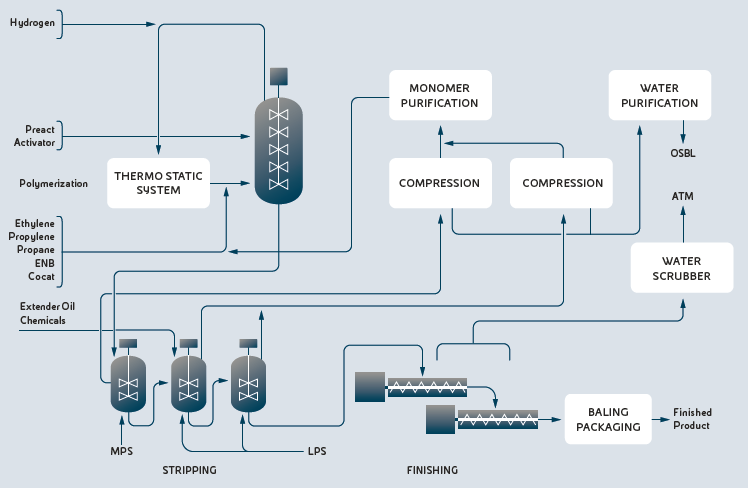 Hydrogen
MONOMER
PURIFICATION
WATER
PURIFICATION
Preact
Activator
OSBL
Polymerization
THERMO STATIC
SYSTEM
COMPRESSION
COMPRESSION
ATM
Ethylene
Propylene
Propane
ENB
Cocat
WATER
SCRUBBER
Extender Oil
Chemicals
BALING
PACKAGING
Finished
Product
MPS
LPS
STRIPPING
FINISHING